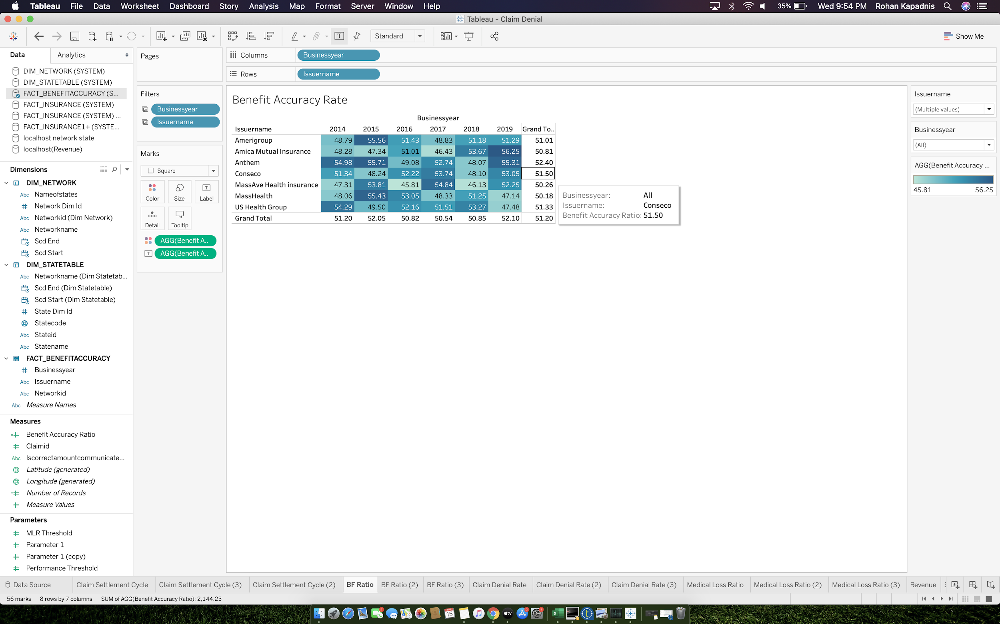 Tableau File Data Worksheet Dashboard Story Analysis Map Format Server Window Help 35% Wed 9:54 PM Rohan Kapadnis
Tableau - Claim Denial
Standard Show Me
Data Analytics
DIM_NETWORK (SYSTEM)
DIM_STATETABLE (SYSTEM)
FACT_BENEFITACCURACY (S...
FACT_INSURANCE (SYSTEM)
FACT_INSURANCE (SYSTEM) ...
FACT_INSURANCE1+ (SYSTE...
localhost network state
localhost(Revenue)
Dimensions
DIM_NETWORK
Abc Nameofstates
Network Dim Id
Abc Networkid (Dim Network)
Abc Networkname
Scd End
Scd Start
DIM_STATETABLE
Abc Networkname (Dim Statetab...
Scd End (Dim Statetable)
Scd Start (Dim Statetable)
State Dim Id
Statecode
Abc Stateid
Abc Statename
FACT_BENEFITACCURACY
Businessyear
Abc Issuername
Abc Networkid
Abc Measure Names
Measures
Benefit Accuracy Ratio
Claimid
Abc Iscorrectamountcommunicate...
Latitude (generated)
Longitude (generated)
Number of Records
Measure Values
Parameters
MLR Threshold
Parameter 1
Parameter 1 (copy)
Performance Threshold
Pages
Filters
Businessyear
Issuername
Marks
Square
Color Size Label
Detail Tooltip
AGG(Benefit A..
AGG(Benefit A..
Columns Businessyear
Rows Issuername
Benefit Accuracy Rate
Businessyear
Issuername 2014 2015 2016 2017 2018 2019 Grand To..
Amerigroup 48.79 55.56 51.43 48.83 51.18 51.29 51.01
Amica Mutual Insurance 48.28 47.34 51.01 46.43 53.67 56.25 50.81
Anthem 54.98 55.71 49.08 52.74 48.07 55.31 52.40
Conseco 51.34 48.24 52.22 53.74 48.10 53.05 51.50
MassAve Health insurance 47.31 53.81 45.81 54.84 46.13 52.25 50.26
MassHealth 48.06 55.43 53.05 48.33 51.25 47.14 50.18
US Health Group 54.29 49.50 52.16 51.51 53.27 47.48 51.33
Grand Total 51.20 52.05 50.82 50.54 50.85 52.10 51.20
Businessyear: All
Issuername: Conseco
Benefit Accuracy Ratio: 51.50
Issuername
(Multiple values)
Businessyear
(All)
AGG(Benefit Accuracy ...
45.81 56.25
Data Source Claim Settlement Cycle Claim Settlement Cycle (3) Claim Settlement Cycle (2) BF Ratio BF Ratio (2) BF Ratio (3) Claim Denial Rate Claim Denial Rate (2) Claim Denial Rate (3) Medical Loss Ratio Medical Loss Ratio (2) Medical Loss Ratio (3) Revenue
56 marks 8 rows by 7 columns SUM of AGG(Benefit Accuracy Ratio): 2,144.23